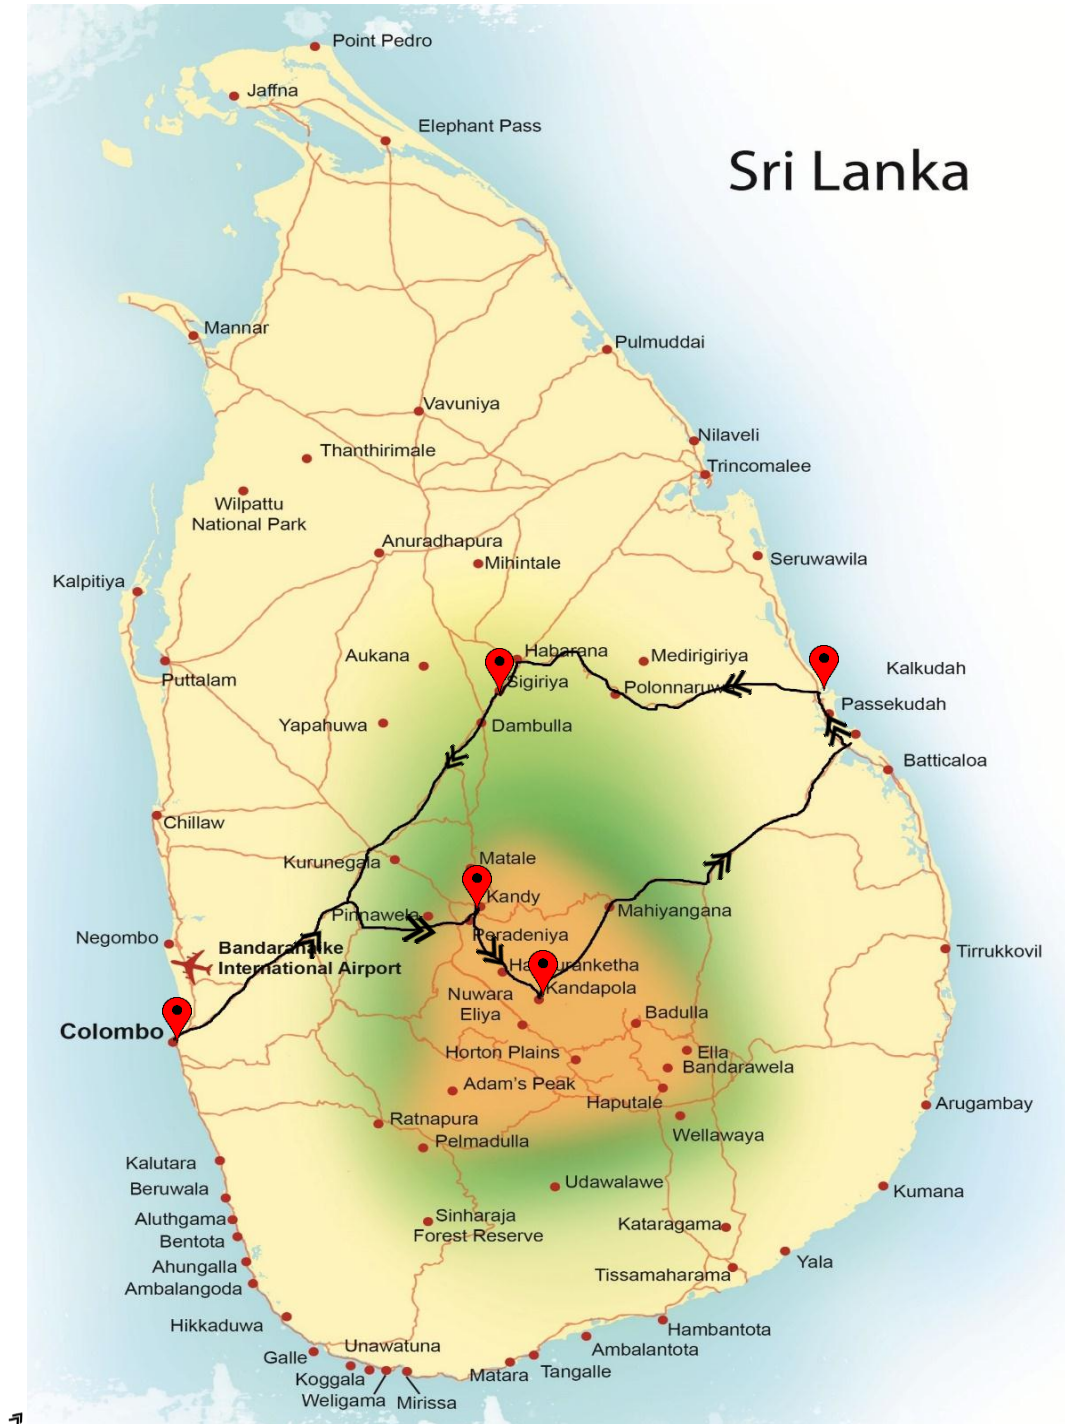 Point Pedro
Jaffna
Elephant Pass
Sri Lanka
Mannar
Pulmuddai
Vavuniya
Nilaveli
Thanthirimale
Trincomalee
Wilpattu
National Park
Anuradhapura
Mihintale
Seruwawila
Kalpitiya
Habarana
Aukana
Medirigiriya
Kalkudah
Puttalam
Sigiriya
Polonnaruwa
Passekudah
Yapahuwa
Dambulla
Batticaloa
Chillaw
Kurunegala
Matale
Kandy
Pinnawela
Mahiyangana
Peradeniya
Negombo
Bandaranaike
International Airport
Tirrukkovil
Hanguranketha
Kandapola
Nuwara
Eliya
Badulla
Colombo
Horton Plains
Ella
Bandarawela
Adam's Peak
Haputale
Arugambay
Ratnapura
Wellawaya
Pelmadulla
Kalutara
Udawalawe
Kumana
Beruwala
Aluthgama
Sinharaja
Forest Reserve
Kataragama
Bentota
Yala
Ahungalla
Tissamaharama
Ambalangoda
Hikkaduwa
Hambantota
Unawatuna
Ambalantota
Galle
Koggala
Matara
Tangalle
Weligama
Mirissa